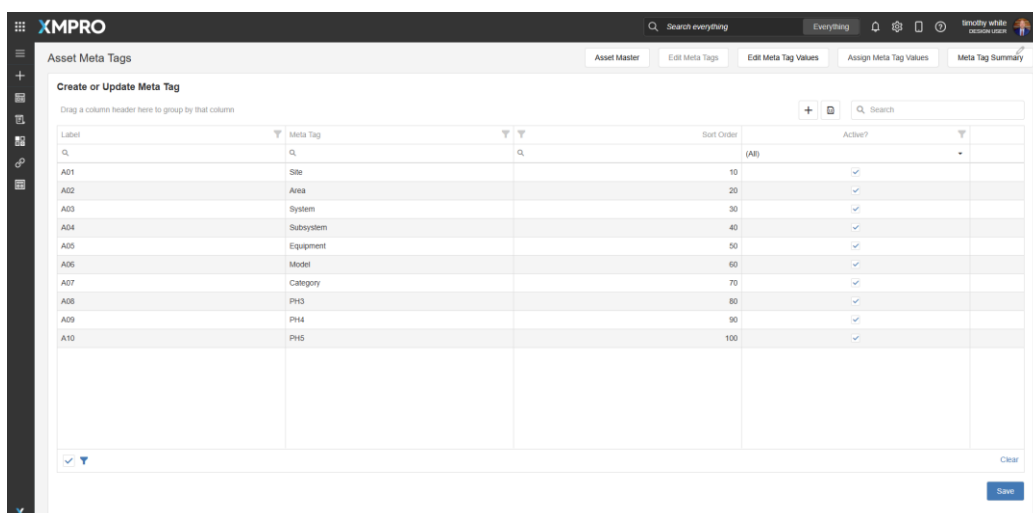 XMPRO
Search everything
Everything
timothy white
DESIGN USER
Asset Meta Tags
Asset Master
Edit Meta Tags
Edit Meta Tag Values
Assign Meta Tag Values
Meta Tag Summary
Create or Update Meta Tag
Drag a column header here to group by that column
Search
Label Meta Tag Sort Order Active?
(All)
A01 Site 10
A02 Area 20
A03 System 30
A04 Subsystem 40
A05 Equipment 50
A06 Model 60
A07 Category 70
A08 PH3 80
A09 PH4 90
A10 PH5 100
Clear
Save